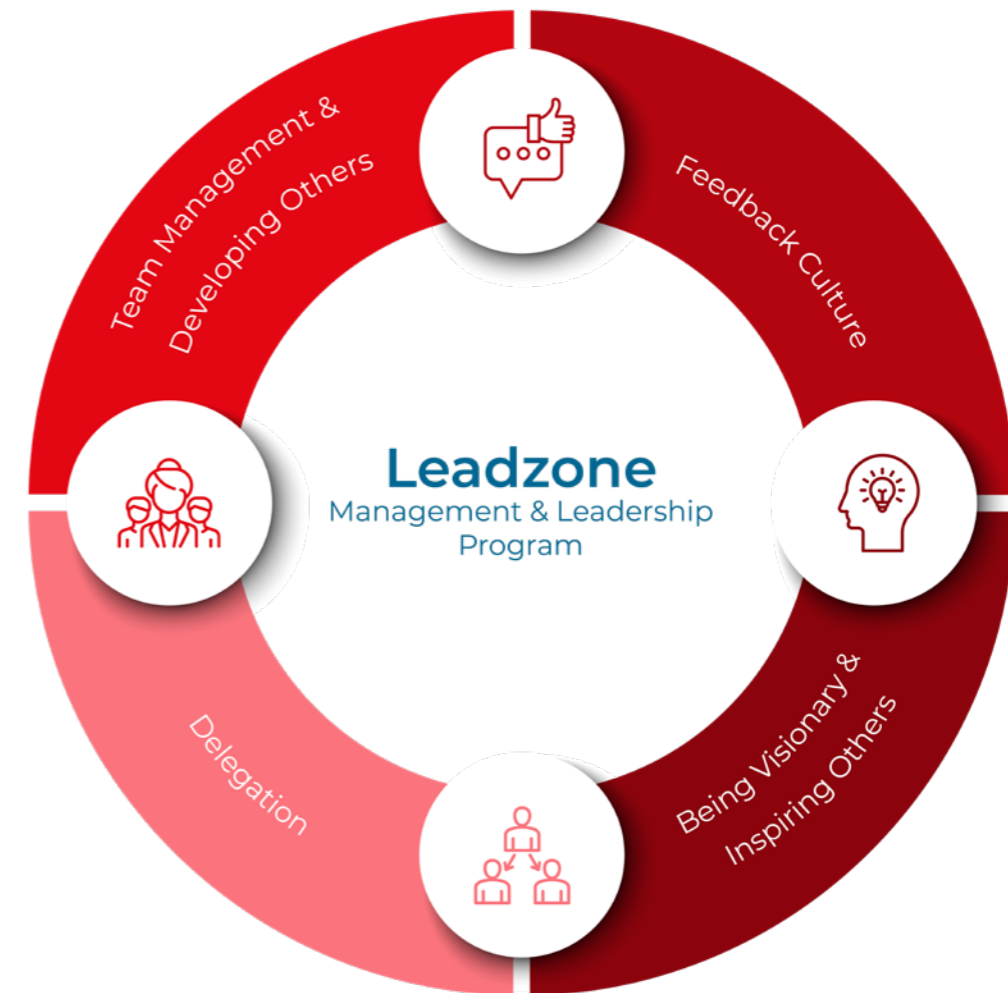 Team Management &
Developing Others
Feedback Culture
Leadzone
Management & Leadership
Program
Delegation
Being Visionary &
Inspiring Others